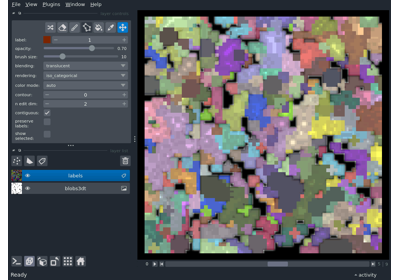 File View Plugins Window Help
label: 1
opacity: 0.70
brush size: 10
blending: translucent
rendering: iso_categorical
color mode: auto
contour: 0
n edit dim: 2
contiguous:
preserve
labels:
show
selected:
labels
blobs3dt
Ready
activity